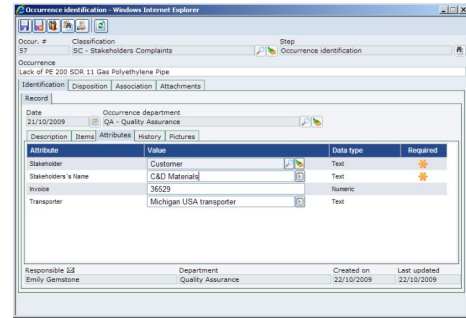 Occurrence identification - Windows Internet Explorer
Occur. # Classification Step
57 SC - Stakeholders Complaints Occurrence identification
Occurrence
Lack of PE 200 SDR 11 Gas Polyethylene Pipe
Identification Disposition Association Attachments
Record
Date Occurrence department
21/10/2009 QA - Quality Assurance
Description Items Attributes History Pictures
Attribute Value Data type Required
Stakeholder Customer Text
Stakeholders's Name C&D Materials Text
Invoice 36529 Numeric
Transporter Michigan USA transporter Text
Responsible Department Created on Last updated
Emily Gemstone Quality Assurance 22/10/2009 22/10/2009